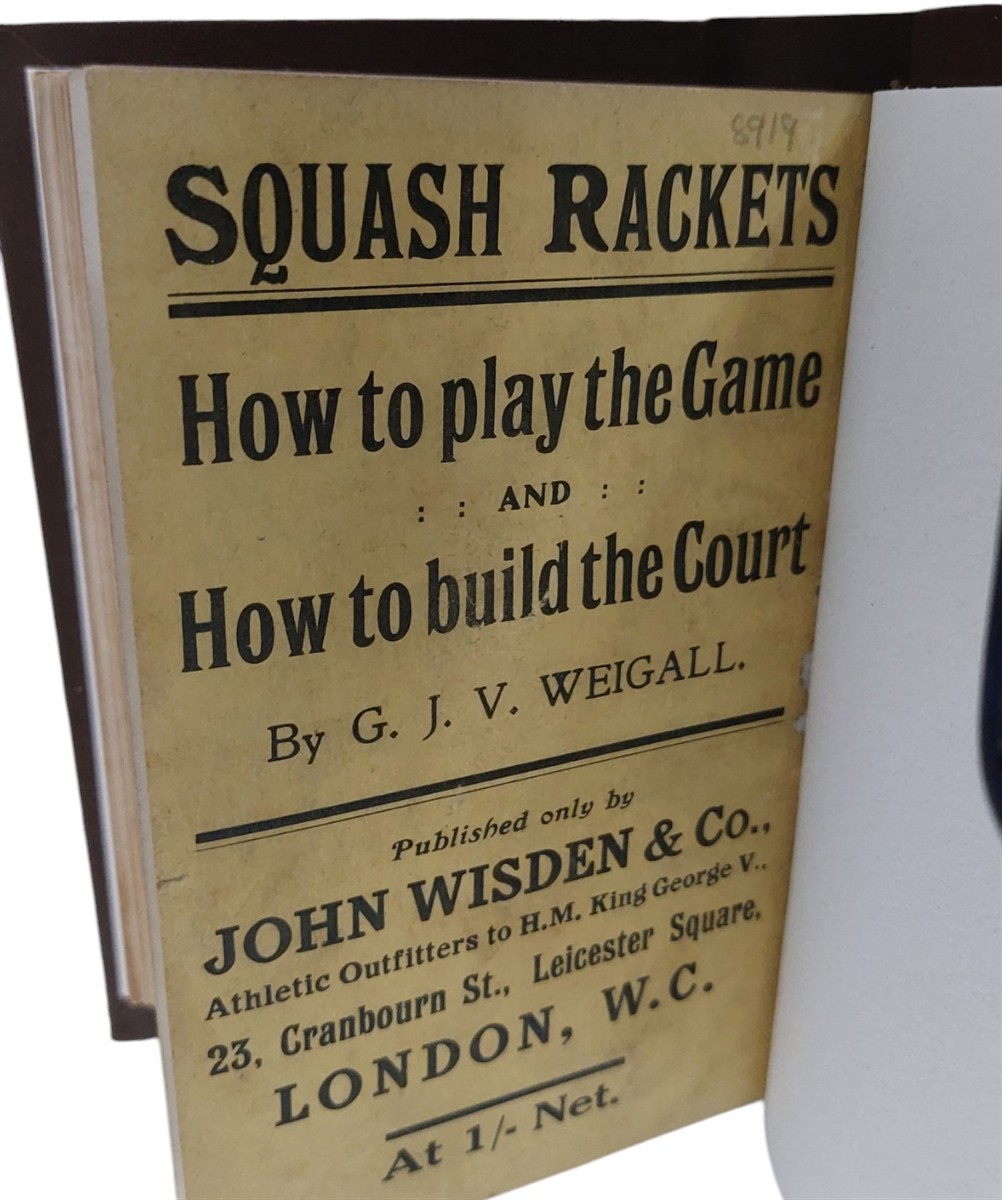 8919
SQUASH RACKETS
How to play the Game
: : AND : :
How to build the Court
By G. J. V. WEIGALL.
Published only by
JOHN WISDEN & Co.,
Athletic Outfitters to H.M. King George V.,
23, Cranbourn St., Leicester Square,
LONDON, W.C.
At 1/- Net.